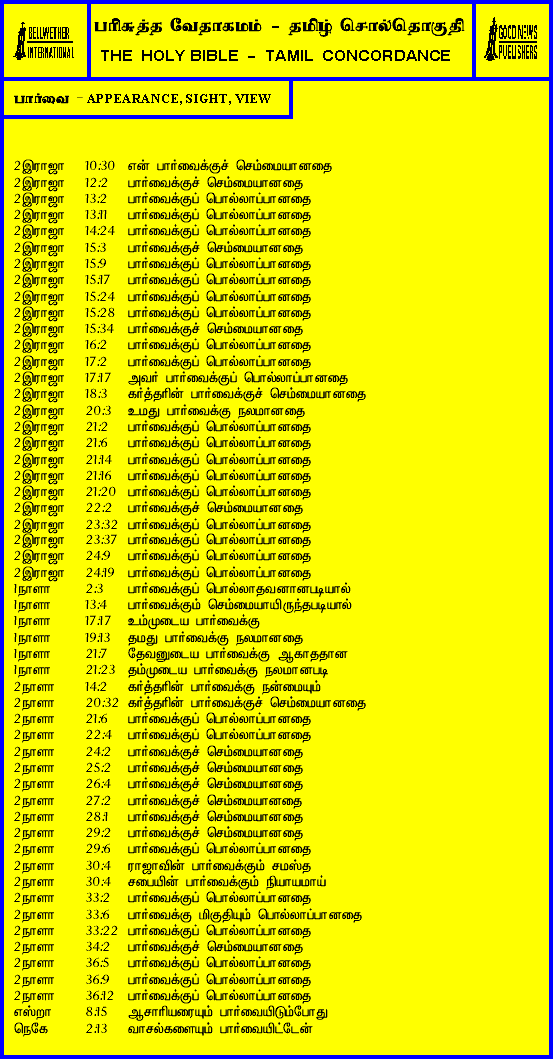 BELLWETHER
INTERNATIONAL
பரிசுத்த வேதாகமம் - தமிழ் சொல்தொகுதி
THE HOLY BIBLE - TAMIL CONCORDANCE
GOOD NEWS
PUBLISHERS
பார்வை - APPEARANCE, SIGHT, VIEW
2இராஜா 10:30 என் பார்வைக்குச் செம்மையானதை
2இராஜா 12:2 பார்வைக்குச் செம்மையானதை
2இராஜா 13:2 பார்வைக்குப் பொல்லாப்பானதை
2இராஜா 13:11 பார்வைக்குப் பொல்லாப்பானதை
2இராஜா 14:24 பார்வைக்குப் பொல்லாப்பானதை
2இராஜா 15:3 பார்வைக்குச் செம்மையானதை
2இராஜா 15:9 பார்வைக்குப் பொல்லாப்பானதை
2இராஜா 15:17 பார்வைக்குப் பொல்லாப்பானதை
2இராஜா 15:24 பார்வைக்குப் பொல்லாப்பானதை
2இராஜா 15:28 பார்வைக்குப் பொல்லாப்பானதை
2இராஜா 15:34 பார்வைக்குச் செம்மையானதை
2இராஜா 16:2 பார்வைக்குப் பொல்லாப்பானதை
2இராஜா 17:2 பார்வைக்குப் பொல்லாப்பானதை
2இராஜா 17:17 அவர் பார்வைக்குப் பொல்லாப்பானதை
2இராஜா 18:3 கர்த்தரின் பார்வைக்குச் செம்மையானதை
2இராஜா 20:3 உமது பார்வைக்கு நலமானதை
2இராஜா 21:2 பார்வைக்குப் பொல்லாப்பானதை
2இராஜா 21:6 பார்வைக்குப் பொல்லாப்பானதை
2இராஜா 21:14 பார்வைக்குப் பொல்லாப்பானதை
2இராஜா 21:16 பார்வைக்குப் பொல்லாப்பானதை
2இராஜா 21:20 பார்வைக்குப் பொல்லாப்பானதை
2இராஜா 22:2 பார்வைக்குச் செம்மையானதை
2இராஜா 23:32 பார்வைக்குப் பொல்லாப்பானதை
2இராஜா 23:37 பார்வைக்குப் பொல்லாப்பானதை
2இராஜா 24:9 பார்வைக்குப் பொல்லாப்பானதை
2இராஜா 24:19 பார்வைக்குப் பொல்லாப்பானதை
1நாளா 2:3 பார்வைக்குப் பொல்லாதவனானபடியால்
1நாளா 13:4 பார்வைக்கும் செம்மையாயிருந்தபடியால்
1நாளா 17:17 உம்முடைய பார்வைக்கு
1நாளா 19:13 தமது பார்வைக்கு நலமானதை
1நாளா 21:7 தேவனுடைய பார்வைக்கு ஆகாததான
1நாளா 21:23 தம்முடைய பார்வைக்கு நலமானபடி
2நாளா 14:2 கர்த்தரின் பார்வைக்கு நன்மையும்
2நாளா 20:32 கர்த்தரின் பார்வைக்குச் செம்மையானதை
2நாளா 21:6 பார்வைக்குப் பொல்லாப்பானதை
2நாளா 22:4 பார்வைக்குப் பொல்லாப்பானதை
2நாளா 24:2 பார்வைக்குச் செம்மையானதை
2நாளா 25:2 பார்வைக்குச் செம்மையானதை
2நாளா 26:4 பார்வைக்குச் செம்மையானதை
2நாளா 27:2 பார்வைக்குச் செம்மையானதை
2நாளா 28:1 பார்வைக்குச் செம்மையானதை
2நாளா 29:2 பார்வைக்குச் செம்மையானதை
2நாளா 29:6 பார்வைக்குப் பொல்லாப்பானதை
2நாளா 30:4 ராஜாவின் பார்வைக்கும் சமஸ்த
2நாளா 30:4 சபையின் பார்வைக்கும் நியாயமாய்
2நாளா 33:2 பார்வைக்குப் பொல்லாப்பானதை
2நாளா 33:6 பார்வைக்கு மிகுதியும் பொல்லாப்பானதை
2நாளா 33:22 பார்வைக்குப் பொல்லாப்பானதை
2நாளா 34:2 பார்வைக்குச் செம்மையானதை
2நாளா 36:5 பார்வைக்குப் பொல்லாப்பானதை
2நாளா 36:9 பார்வைக்குப் பொல்லாப்பானதை
2நாளா 36:12 பார்வைக்குப் பொல்லாப்பானதை
எஸ்றா 8:15 ஆசாரியரையும் பார்வையிடும்போது
நெகே 2:13 வாசல்களையும் பார்வையிட்டேன்